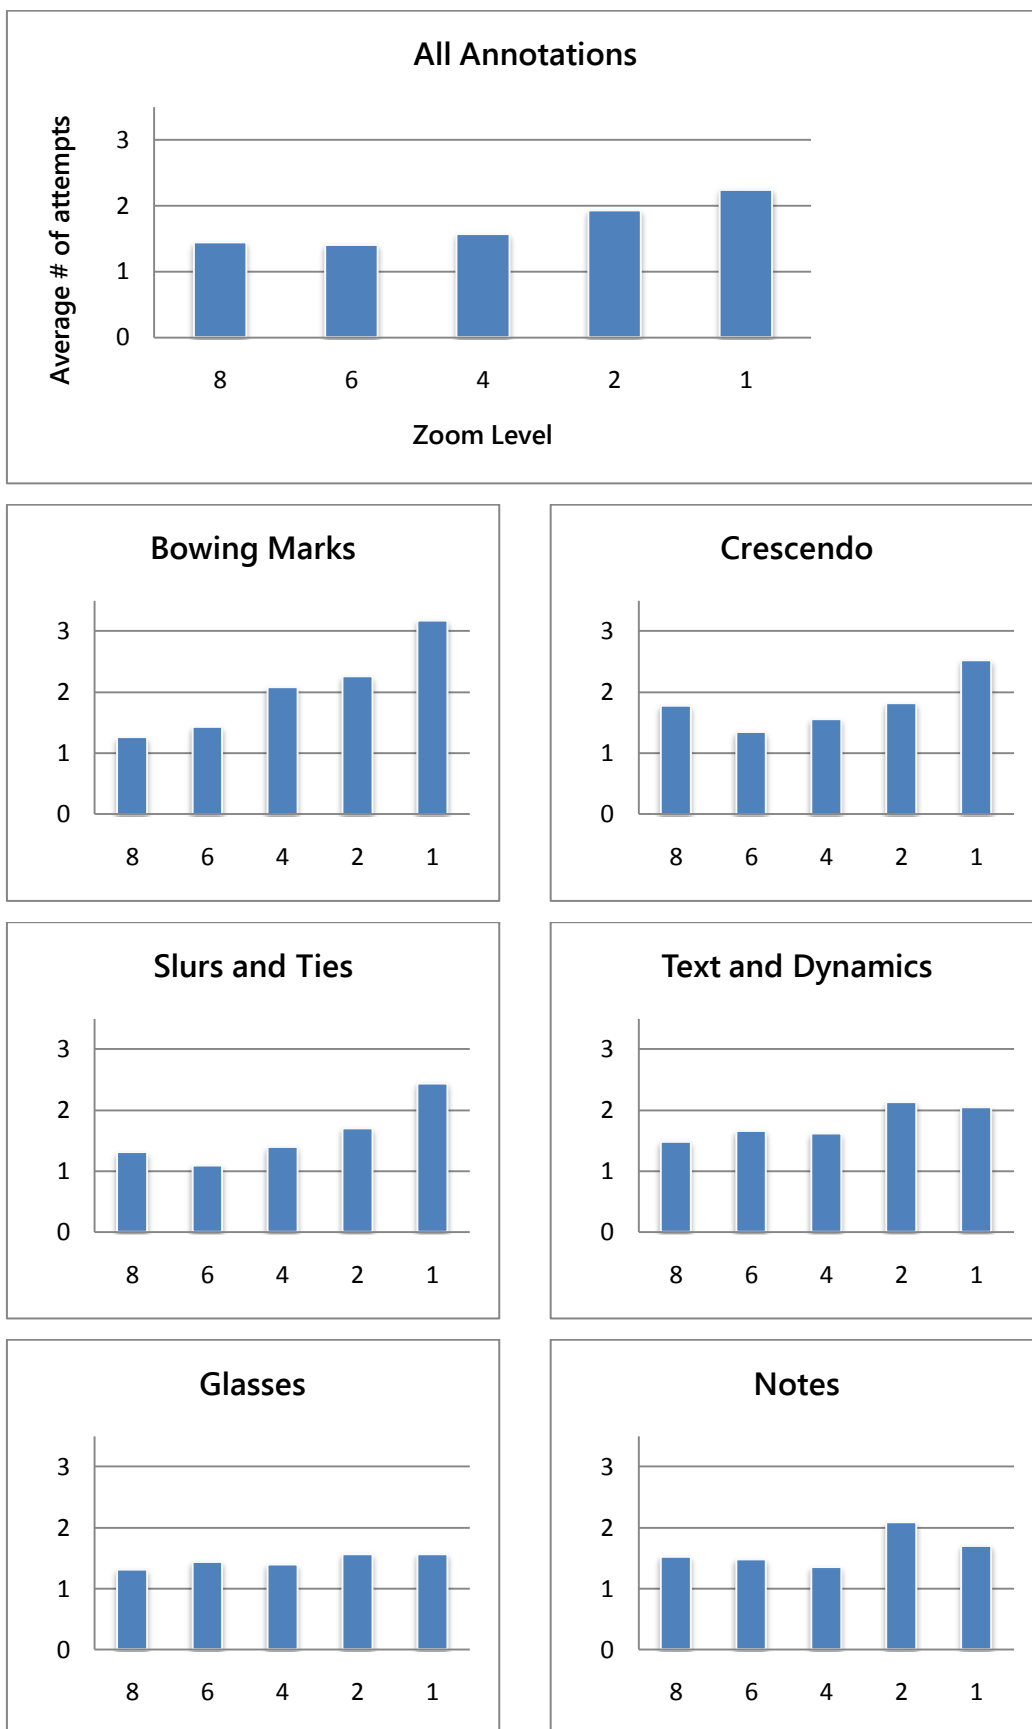 All Annotations
Average # of attempts
3
2
1
0
8 6 4 2 1
Zoom Level
Bowing Marks
3
2
1
0
8 6 4 2 1
Crescendo
3
2
1
0
8 6 4 2 1
Slurs and Ties
3
2
1
0
8 6 4 2 1
Text and Dynamics
3
2
1
0
8 6 4 2 1
Glasses
3
2
1
0
8 6 4 2 1
Notes
3
2
1
0
8 6 4 2 1